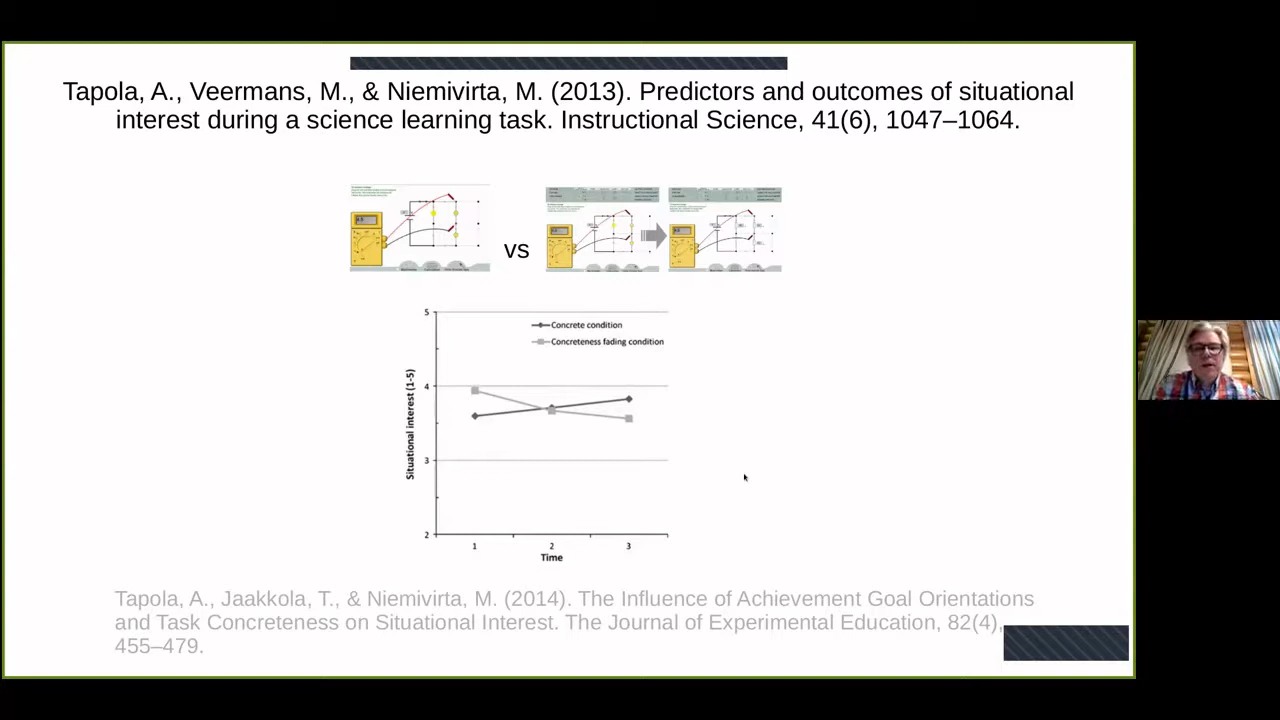 Tapola, A., Veermans, M., & Niemivirta, M. (2013). Predictors and outcomes of situational
interest during a science learning task. Instructional Science, 41(6), 1047–1064.
vs
5
Concrete condition
Concreteness fading condition
4
Situational interest (1-5)
3
2
1 2 3
Time
Tapola, A., Jaakkola, T., & Niemivirta, M. (2014). The Influence of Achievement Goal Orientations
and Task Concreteness on Situational Interest. The Journal of Experimental Education, 82(4),
455–479.